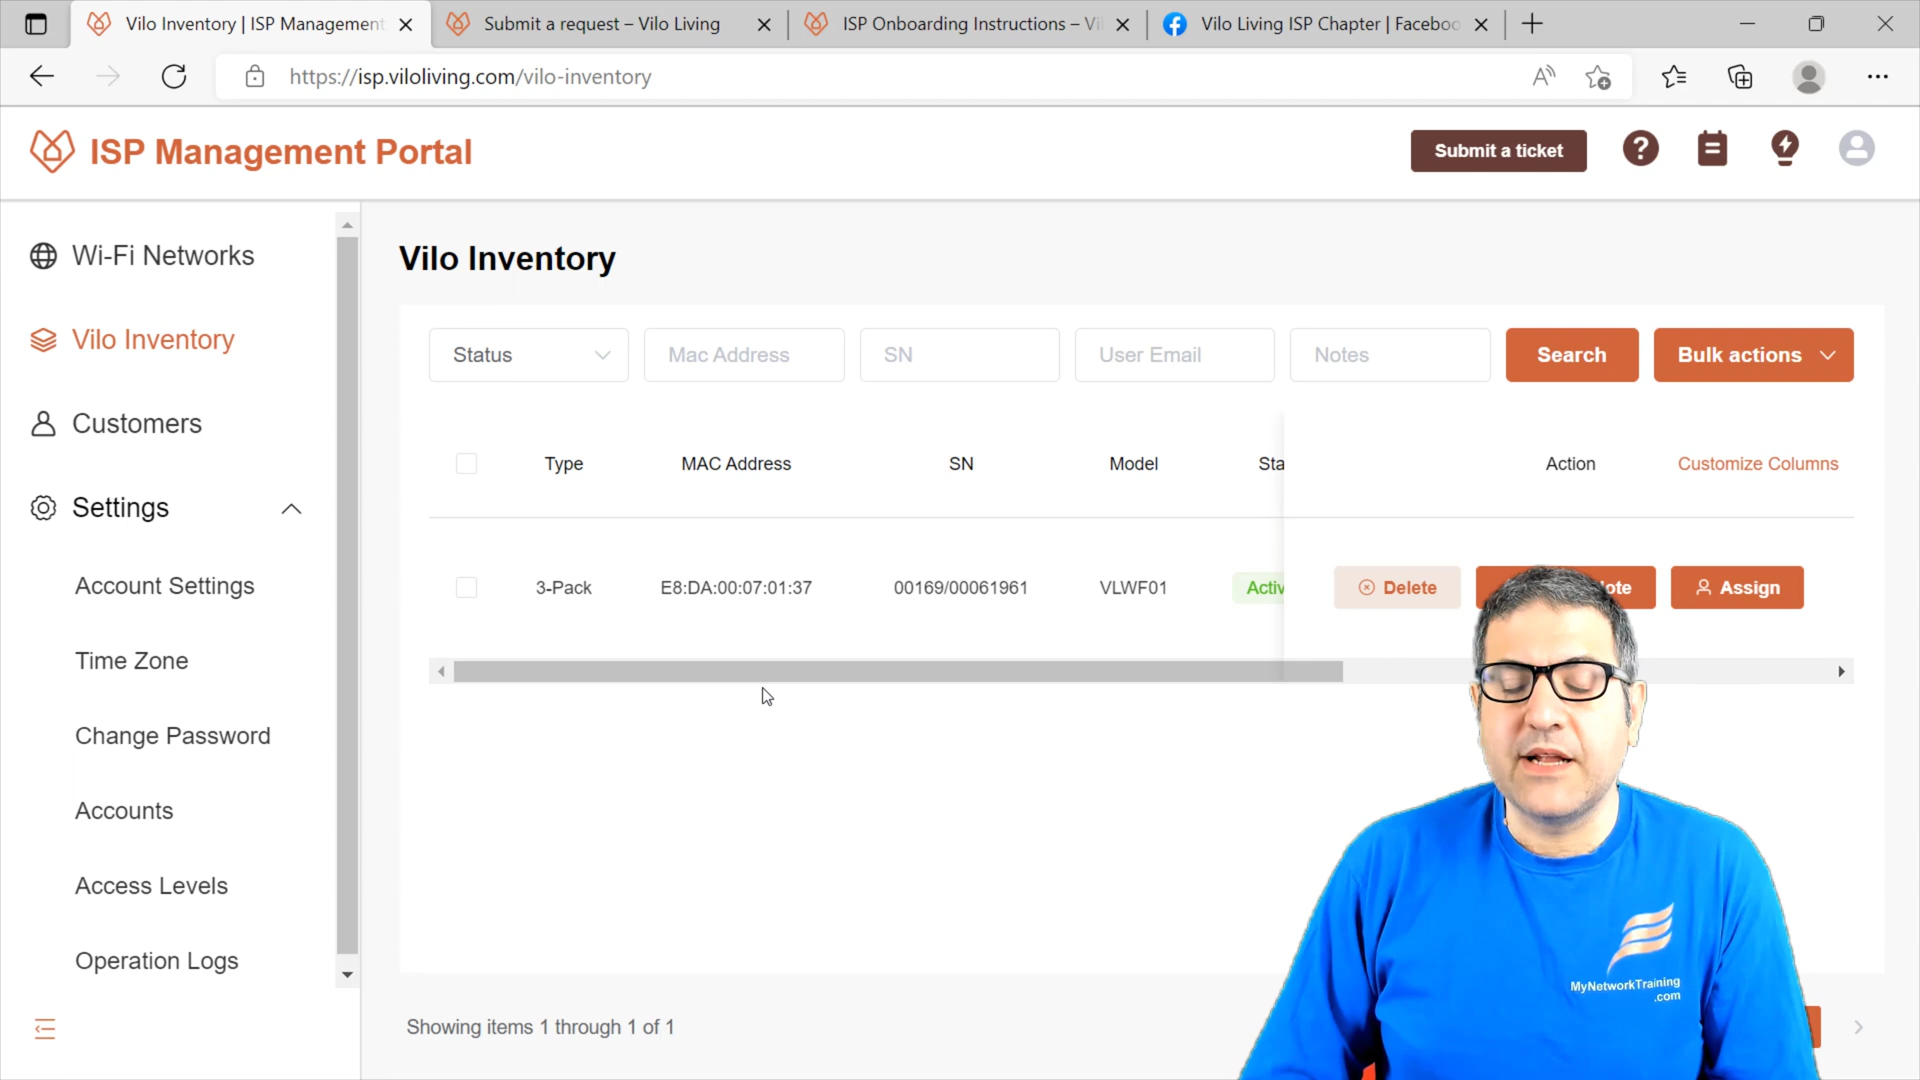 Vilo Inventory | ISP Management
Submit a request – Vilo Living
ISP Onboarding Instructions – Vil
Vilo Living ISP Chapter | Faceboo
https://isp.viloliving.com/vilo-inventory
ISP Management Portal
Submit a ticket
Wi-Fi Networks
Vilo Inventory
Customers
Settings
Account Settings
Time Zone
Change Password
Accounts
Access Levels
Operation Logs
Vilo Inventory
Status
Mac Address
SN
User Email
Notes
Search
Bulk actions
Type
MAC Address
SN
Model
Sta
Action
Customize Columns
3-Pack
E8:DA:00:07:01:37
00169/00061961
VLWF01
Activ
Delete
ote
Assign
Showing items 1 through 1 of 1
MyNetworkTraining
.com